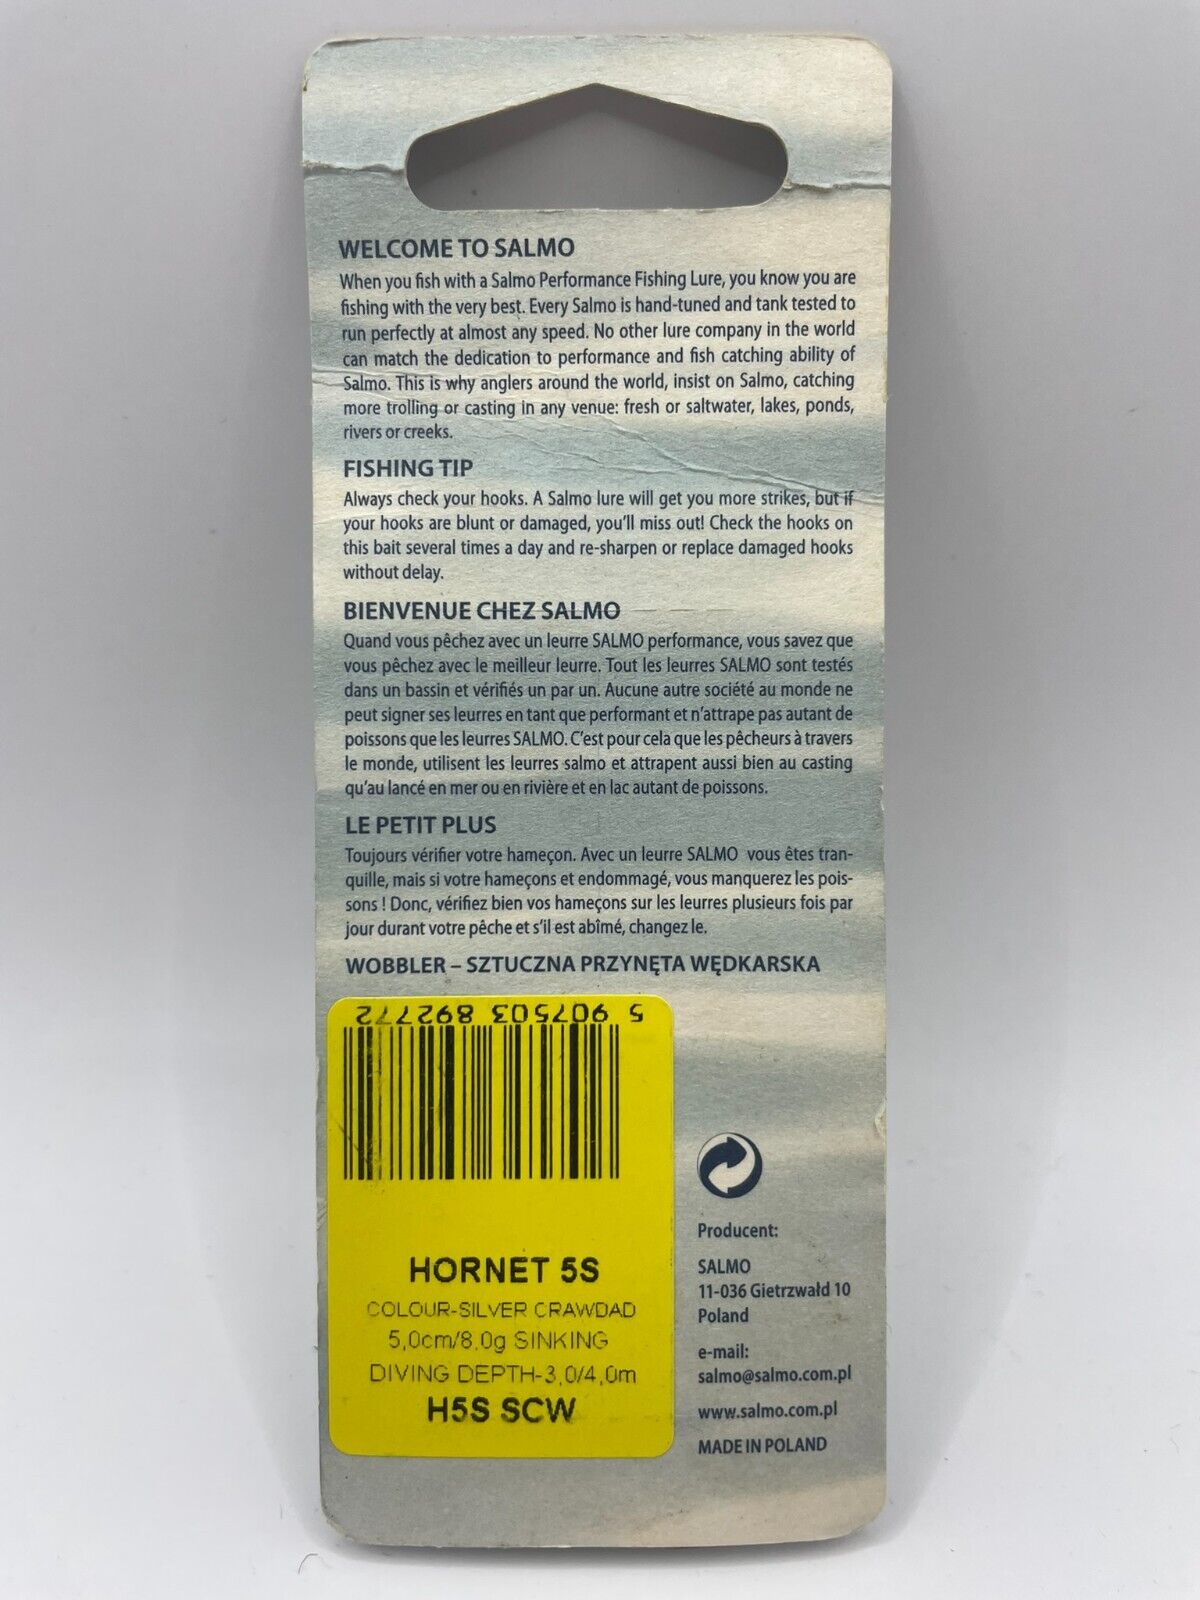 WELCOME TO SALMO
When you fish with a Salmo Performance Fishing Lure, you know you are
fishing with the very best. Every Salmo is hand-tuned and tank tested to
run perfectly at almost any speed. No other lure company in the world
can match the dedication to performance and fish catching ability of
Salmo. This is why anglers around the world, insist on Salmo, catching
more trolling or casting in any venue: fresh or saltwater, lakes, ponds,
rivers or creeks.
FISHING TIP
Always check your hooks. A Salmo lure will get you more strikes, but if
your hooks are blunt or damaged, you'll miss out! Check the hooks on
this bait several times a day and re-sharpen or replace damaged hooks
without delay.
BIENVENUE CHEZ SALMO
Quand vous pêchez avec un leurre SALMO performance, vous savez que
vous pêchez avec le meilleur leurre. Tout les leurres SALMO sont testés
dans un bassin et vérifiés un par un. Aucune autre société au monde ne
peut signer ses leurres en tant que performant et n'attrape pas autant de
poissons que les leurres SALMO. C'est pour cela que les pêcheurs à travers
le monde, utilisent les leurres salmo et attrapent aussi bien au casting
qu'au lancé en mer ou en rivière et en lac autant de poissons.
LE PETIT PLUS
Toujours vérifier votre hameçon. Avec un leurre SALMO vous êtes tran-
quille, mais si votre hameçons et endommagé, vous manquerez les pois-
sons ! Donc, vérifiez bien vos hameçons sur les leurres plusieurs fois par
jour durant votre pêche et s'il est abîmé, changez le.
WOBBLER – SZTUCZNA PRZYNĘTA WĘDKARSKA
5 907503 892772
HORNET 5S
COLOUR-SILVER CRAWDAD
5,0cm/8,0g SINKING
DIVING DEPTH-3,0/4,0m
H5S SCW
Producent:
SALMO
11-036 Gietrzwałd 10
Poland
e-mail:
salmo@salmo.com.pl
www.salmo.com.pl
MADE IN POLAND